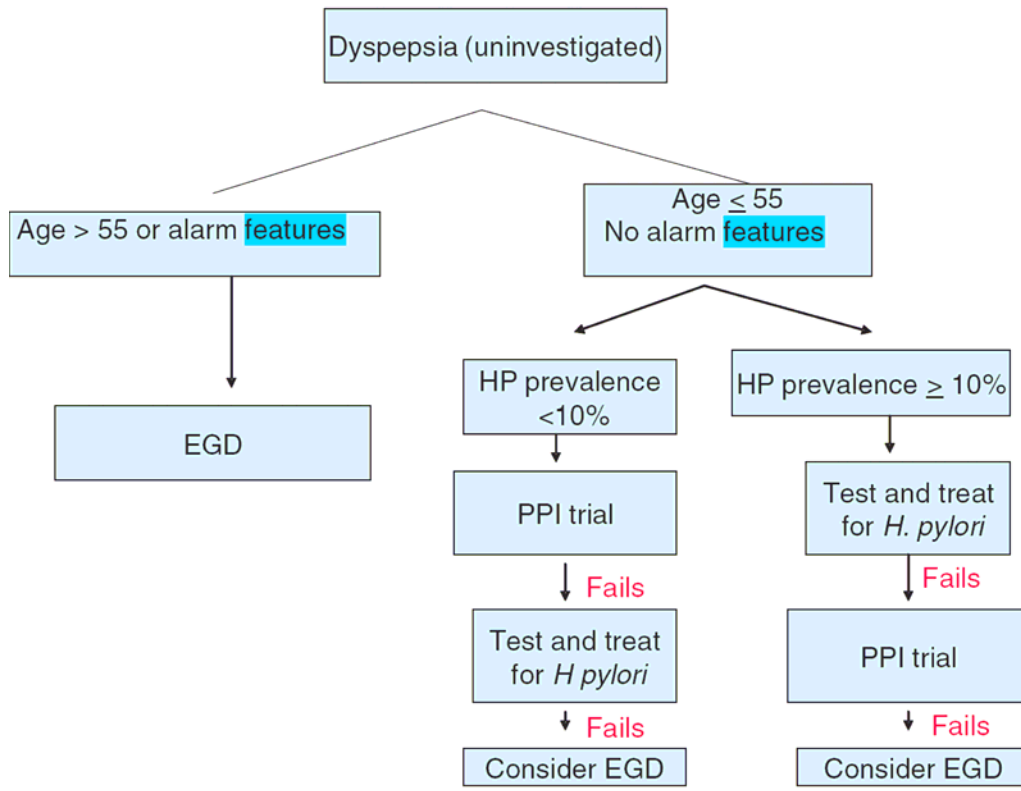 Dyspepsia (uninvestigated)
Age > 55 or alarm features
Age ≤ 55
No alarm features
EGD
HP prevalence
<10%
HP prevalence ≥ 10%
PPI trial
Test and treat
for H. pylori
Fails
Fails
Test and treat
for H pylori
PPI trial
Fails
Fails
Consider EGD
Consider EGD